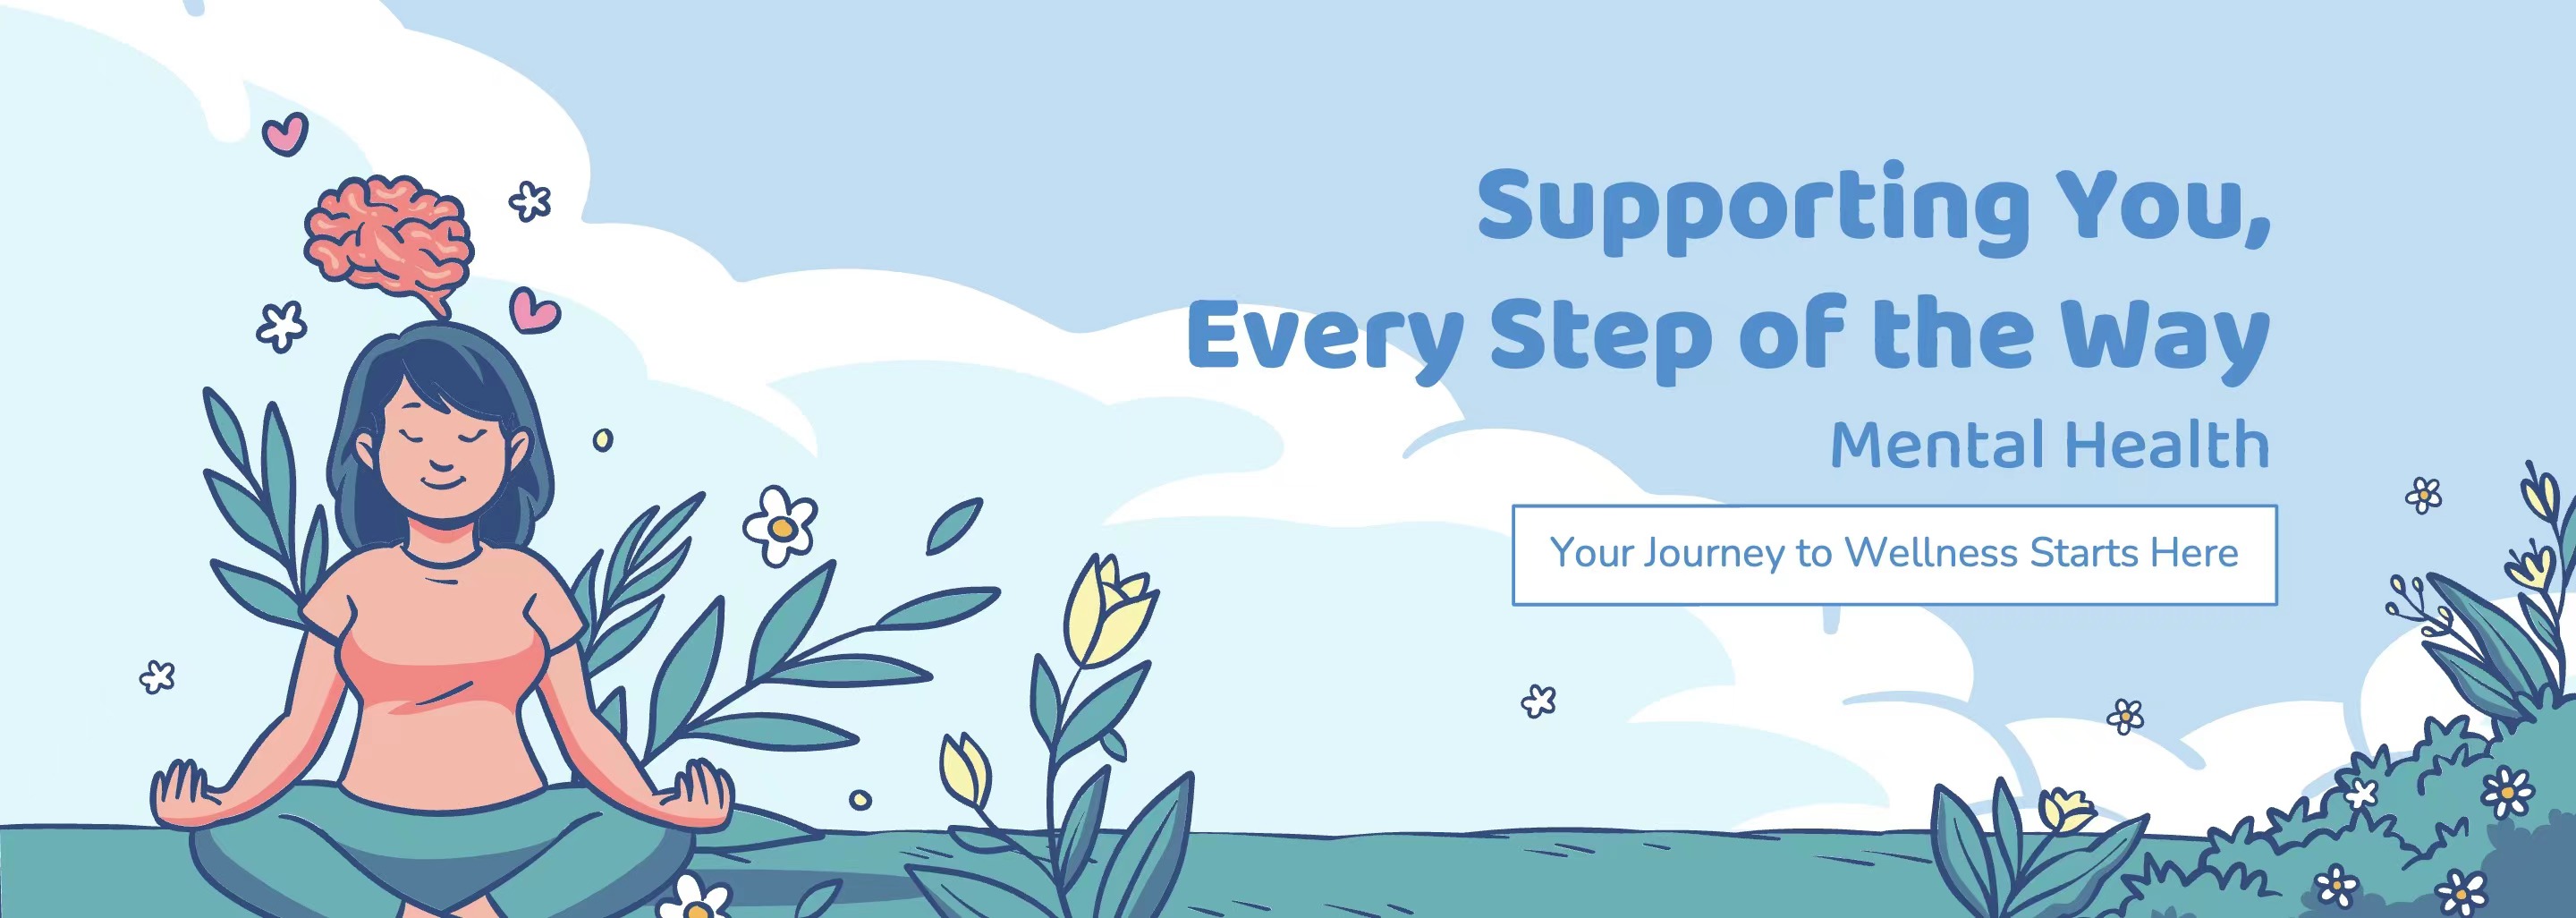 Supporting You,
Every Step of the Way
Mental Health
Your Journey to Wellness Starts Here